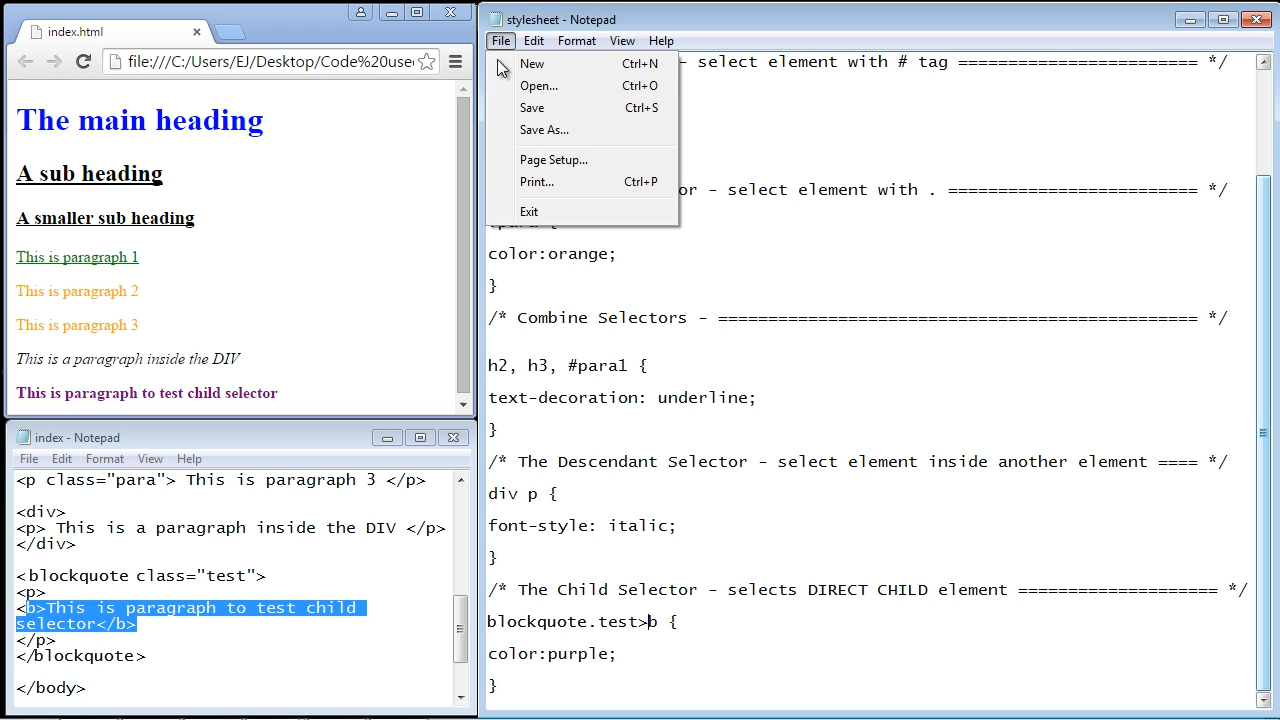 index.html
file:///C:/Users/EJ/Desktop/Code%20use
The main heading
A sub heading
A smaller sub heading
This is paragraph 1
This is paragraph 2
This is paragraph 3
This is a paragraph inside the DIV
This is paragraph to test child selector
index - Notepad
File Edit Format View Help
<p class="para"> This is paragraph 3 </p>
<div>
<p> This is a paragraph inside the DIV </p>
</div>
<blockquote class="test">
<p>
<b>This is paragraph to test child
selector</b>
</p>
</blockquote>
</body>
stylesheet - Notepad
File Edit Format View Help
New Ctrl+N
Open... Ctrl+O
Save Ctrl+S
Save As...
Page Setup...
Print... Ctrl+P
Exit
- select element with # tag ======================== */
or - select element with . ========================= */
color:orange;
}
/* Combine Selectors - ================================================ */
h2, h3, #para1 {
text-decoration: underline;
}
/* The Descendant Selector - select element inside another element ==== */
div p {
font-style: italic;
}
/* The Child Selector - selects DIRECT CHILD element ==================== */
blockquote.test>b {
color:purple;
}